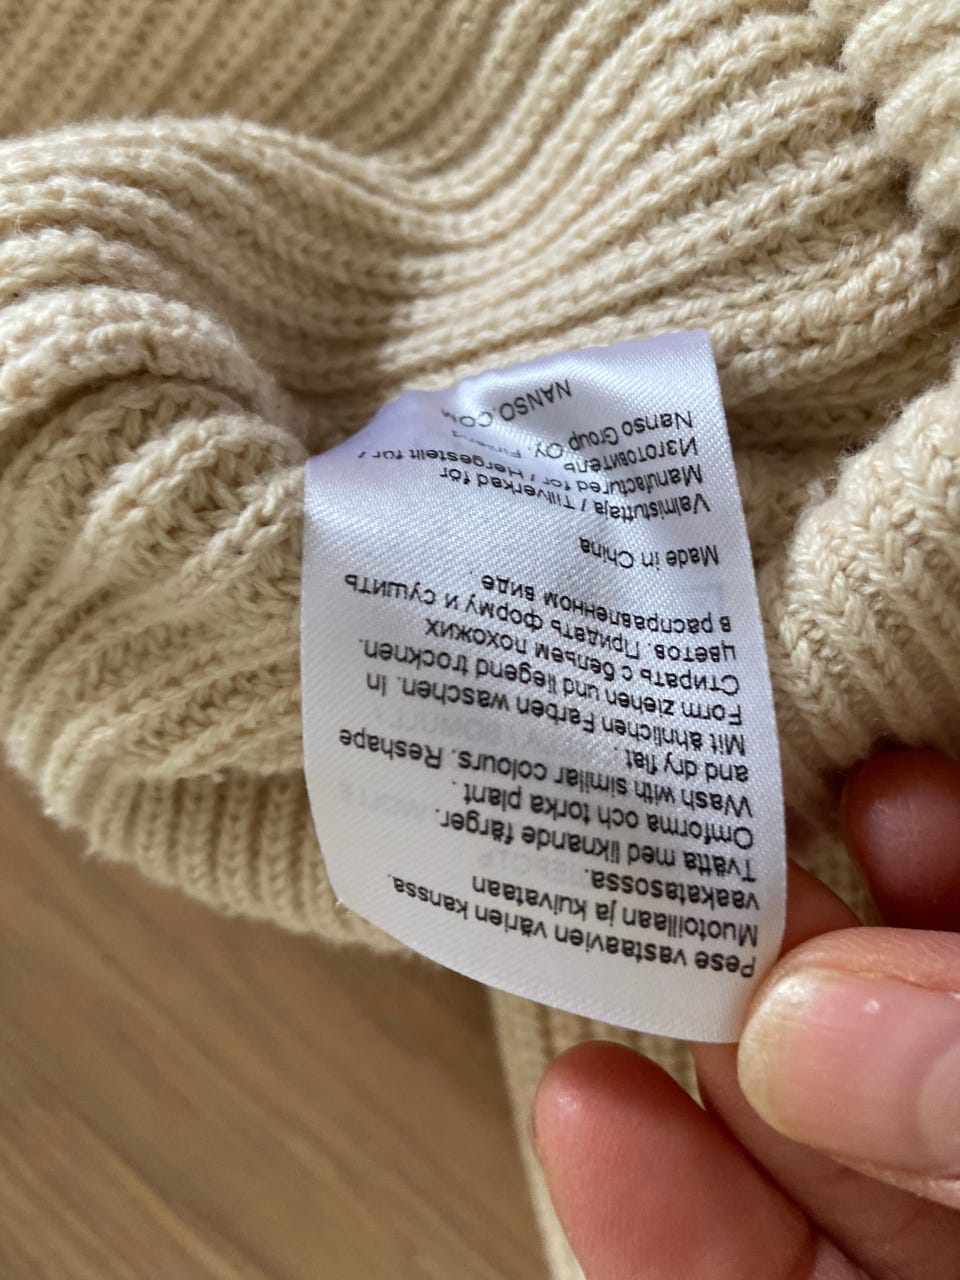 Pese vastaavien värien kanssa.
Muotoillaan ja kuivataan
vaakatasossa.
Tvätta med liknande färger.
Omforma och torka plant.
Wash with similar colours. Reshape
and dry flat.
Mit ähnlichen Farben waschen. In
Form ziehen und liegend trocknen.
Стирать с бельем похожих
цветов. Придать форму и сушить
в расправленном виде.
Made in China
Valmistuttaja / Tillverkad för
Manufactured for / Hergestellt für /
Изготовитель
Nanso Group Oy, Finland
NANSO.COM